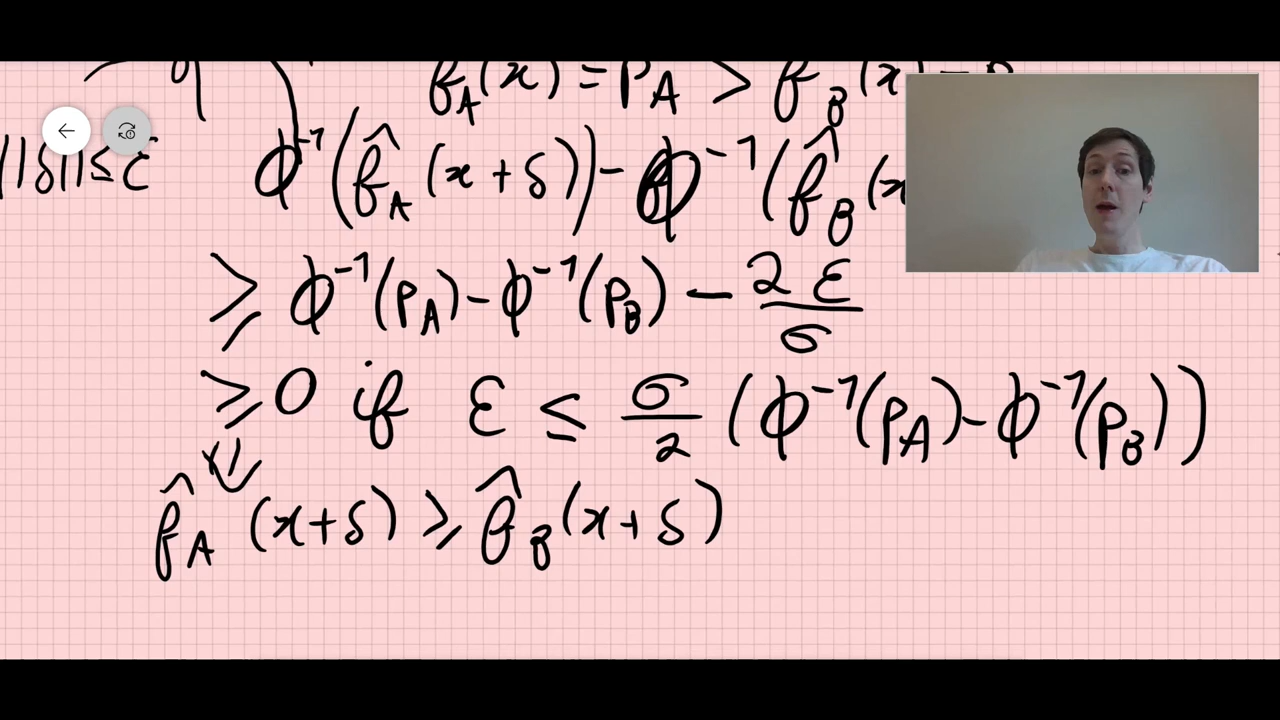 f̂_A(x) = p_A > f̂_B(x) =
||δ|| ≤ ε Φ⁻¹(f̂_A(x+δ)) - Φ⁻¹(f̂_B(x
≥ Φ⁻¹(p_A) - Φ⁻¹(p_B) - 2ε/σ
≥ 0 if ε ≤ σ/2 (Φ⁻¹(p_A) - Φ⁻¹(p_B))
f̂_A(x+δ) ≥ f̂_B(x+δ)